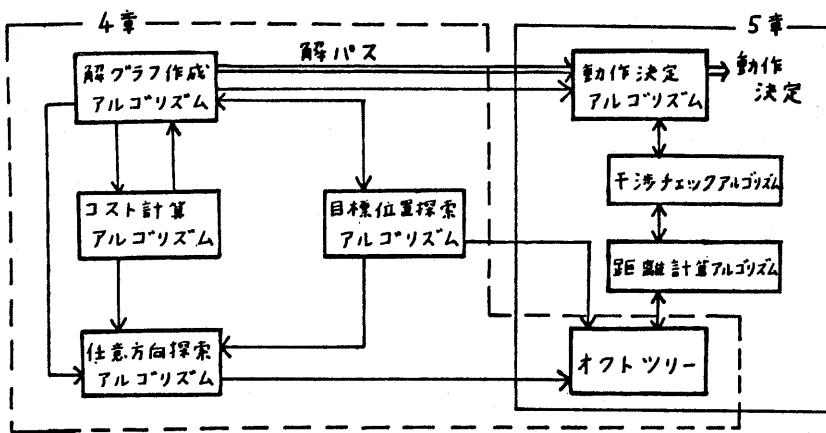 4章
5章
解グラフ作成
アルゴリズム
解パス
動作決定
アルゴリズム
動作
決定
干渉チェックアルゴリズム
コスト計算
アルゴリズム
目標位置探索
アルゴリズム
距離計算アルゴリズム
任意方向探索
アルゴリズム
オクトツリー